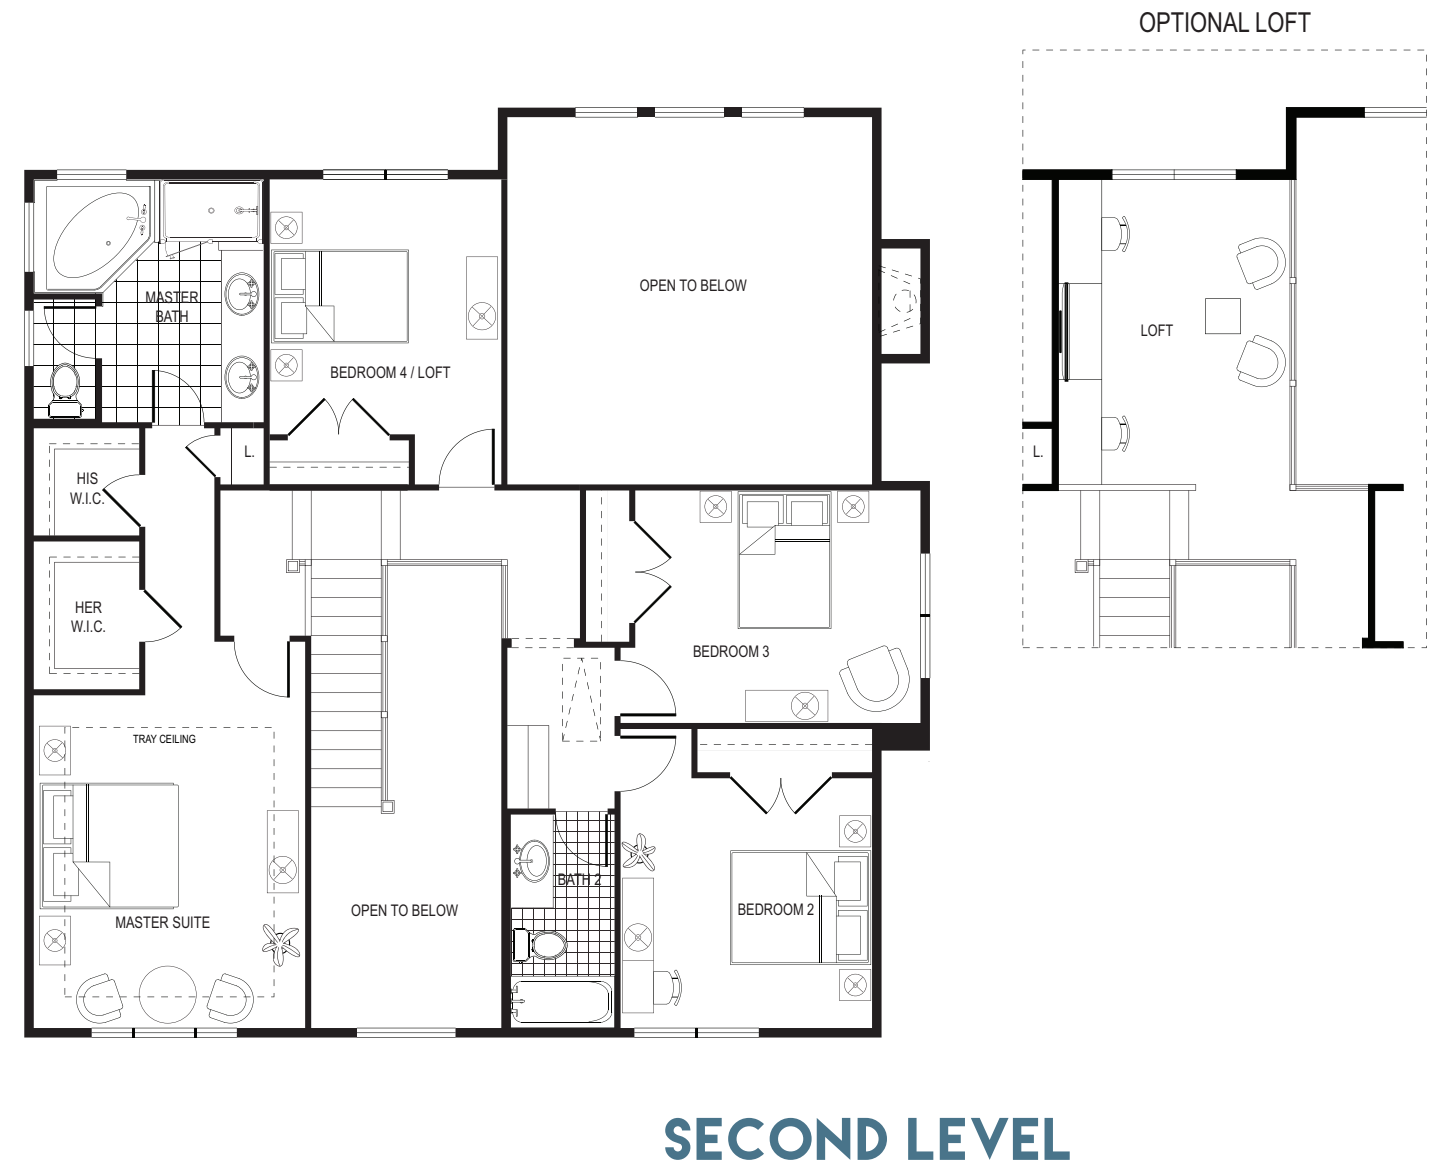 OPTIONAL LOFT
OPEN TO BELOW
MASTER
BATH
BEDROOM 4 / LOFT
LOFT
L.
L.
HIS
W.I.C.
HER
W.I.C.
BEDROOM 3
TRAY CEILING
BATH 2
MASTER SUITE
OPEN TO BELOW
BEDROOM 2
SECOND LEVEL